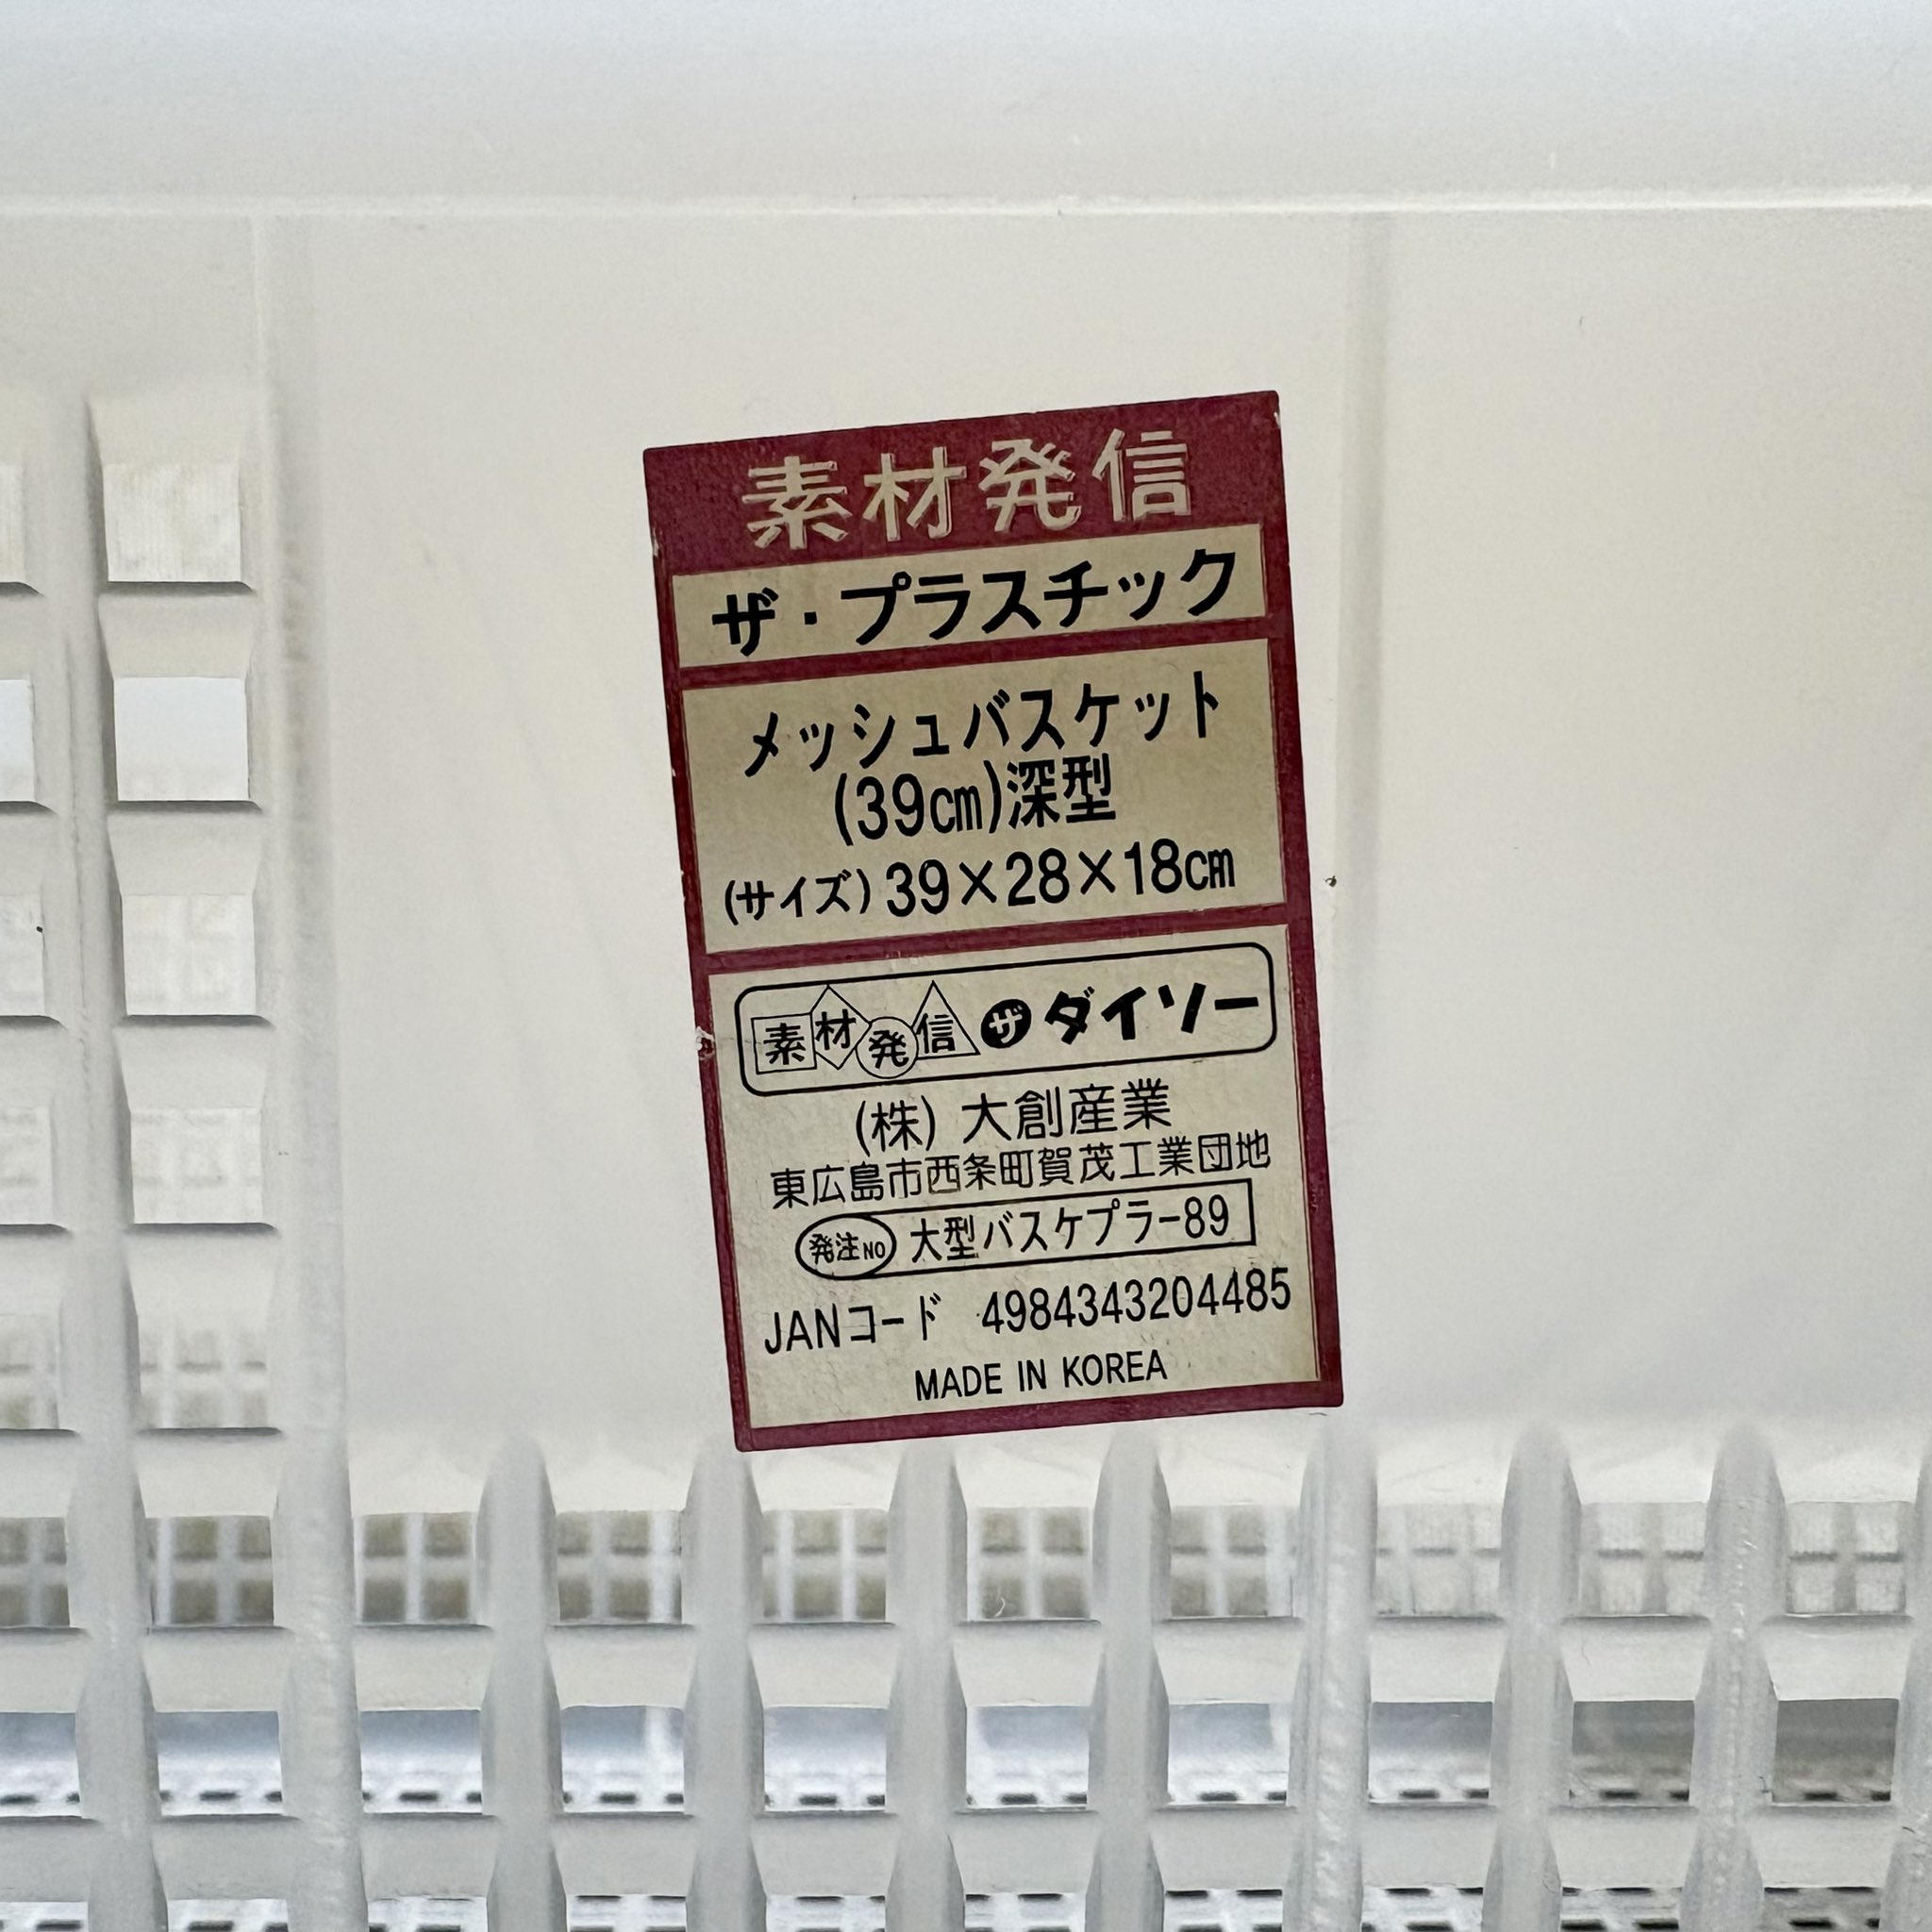 素材発信
ザ・プラスチック
メッシュバスケット
(39cm)深型
(サイズ)39×28×18cm
素材発信 ザ ダイソー
(株) 大創産業
東広島市西条町賀茂工業団地
発注NO 大型バスケプラ-89
JANコード 4984343204485
MADE IN KOREA